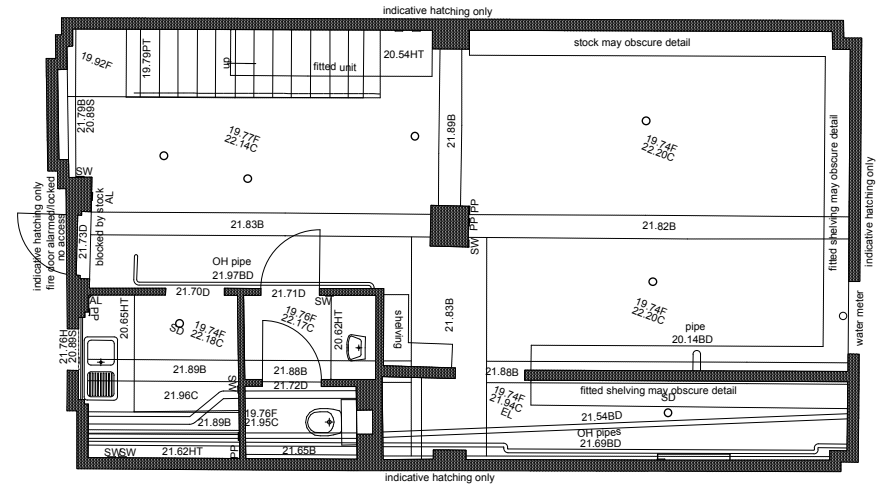 indicative hatching only
stock may obscure detail
19.92F
19.79PT
up
fitted unit
20.54HT
21.79B
20.89S
19.77F
22.14C
21.89B
19.74F
22.20C
fitted shelving may obscure detail
indicative hatching only
SW
AL
blocked by stock
indicative hatching only
fire door alarmed/locked
no access
21.73D
21.83B
SW PP PP
21.82B
OH pipe
21.97BD
21.70D
21.71D
SW
AL
PP
20.65HT
19.74F
22.18C
SD
19.76F
22.17C
20.62HT
shelving
21.83B
19.74F
22.20C
water meter
pipe
20.14BD
21.76H
20.89S
21.89B
21.88B
21.88B
21.96C
SW
21.72D
19.74F
21.94C
EL
fitted shelving may obscure detail
SD
21.89B
19.76F
21.95C
21.54BD
OH pipes
21.69BD
SWSW
21.62HT
PP
21.65B
indicative hatching only